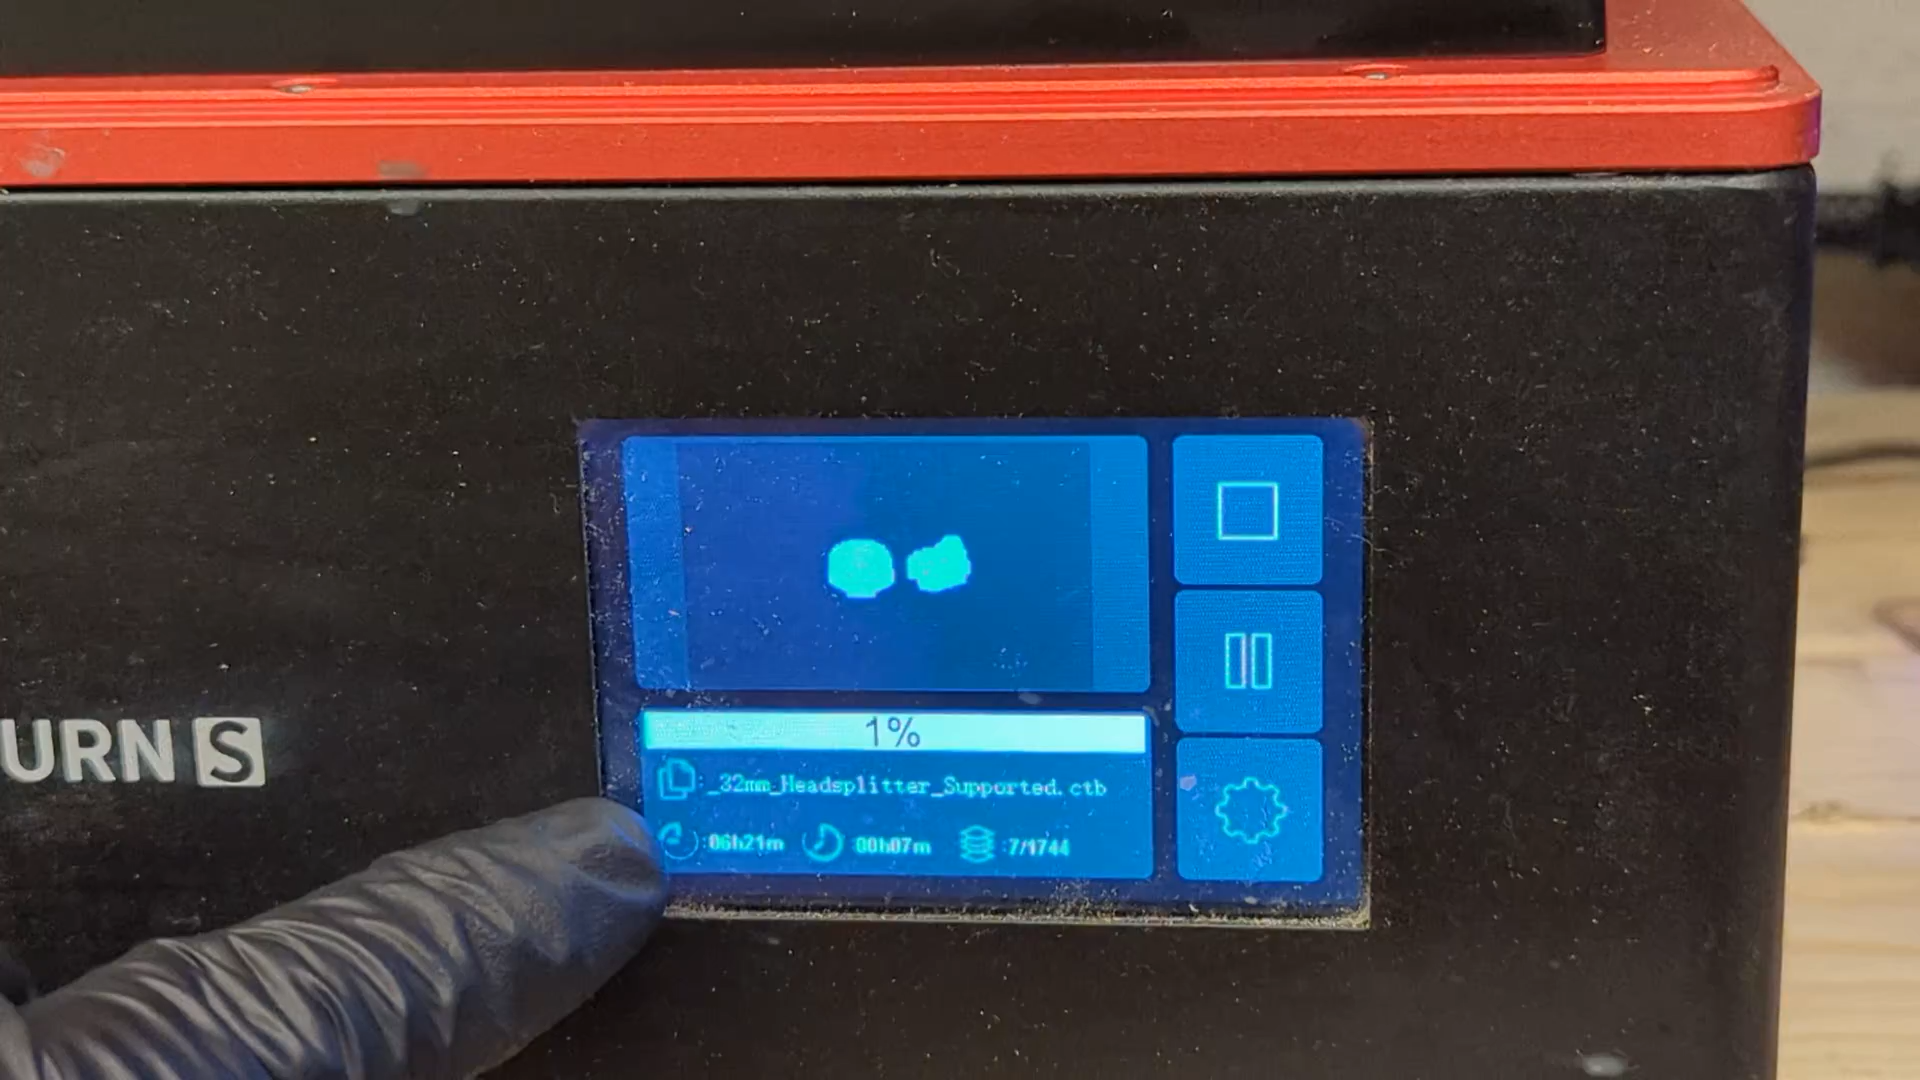 1%
:_32mm_Headsplitter_Supported.ctb
:06h21m 00h07m :7/1744
URN S